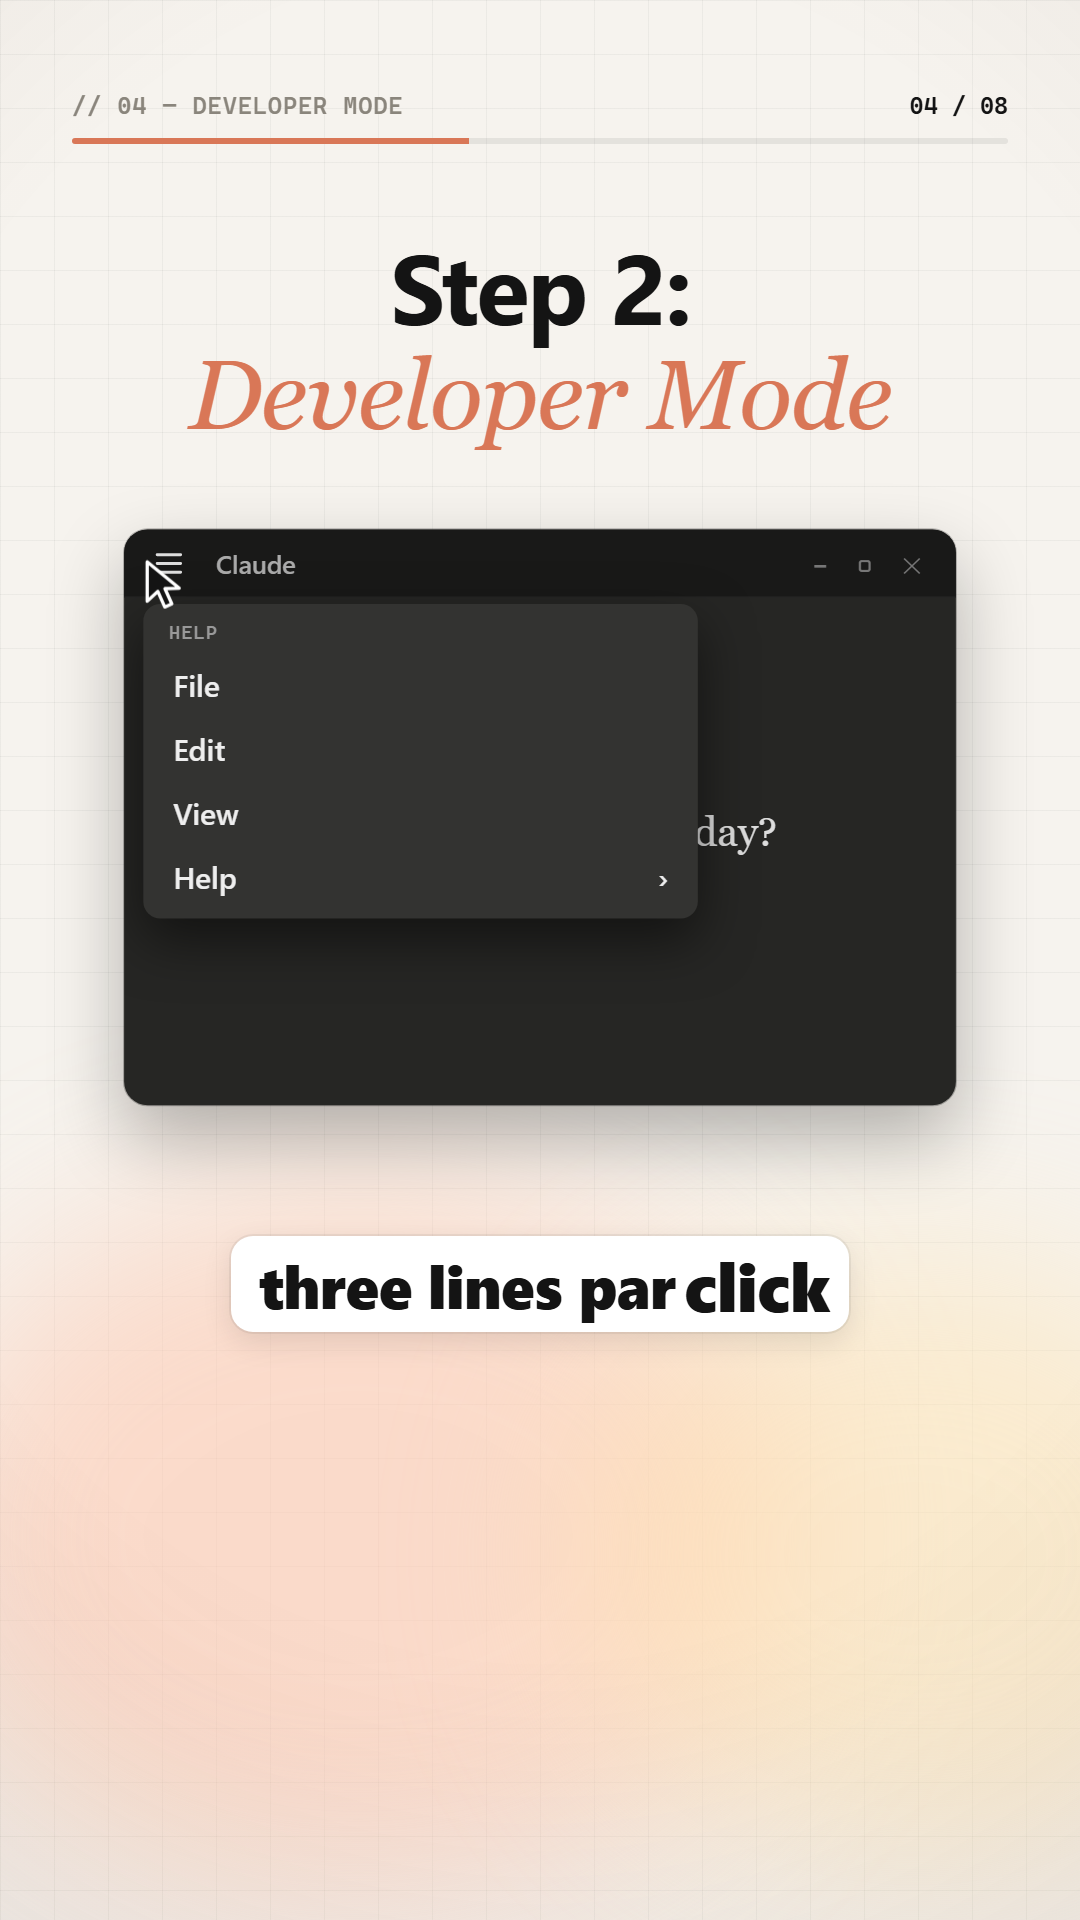 // 04 — DEVELOPER MODE
04 / 08
Step 2:
Developer Mode
Claude
HELP
File
Edit
View
day?
Help ›
three lines par click